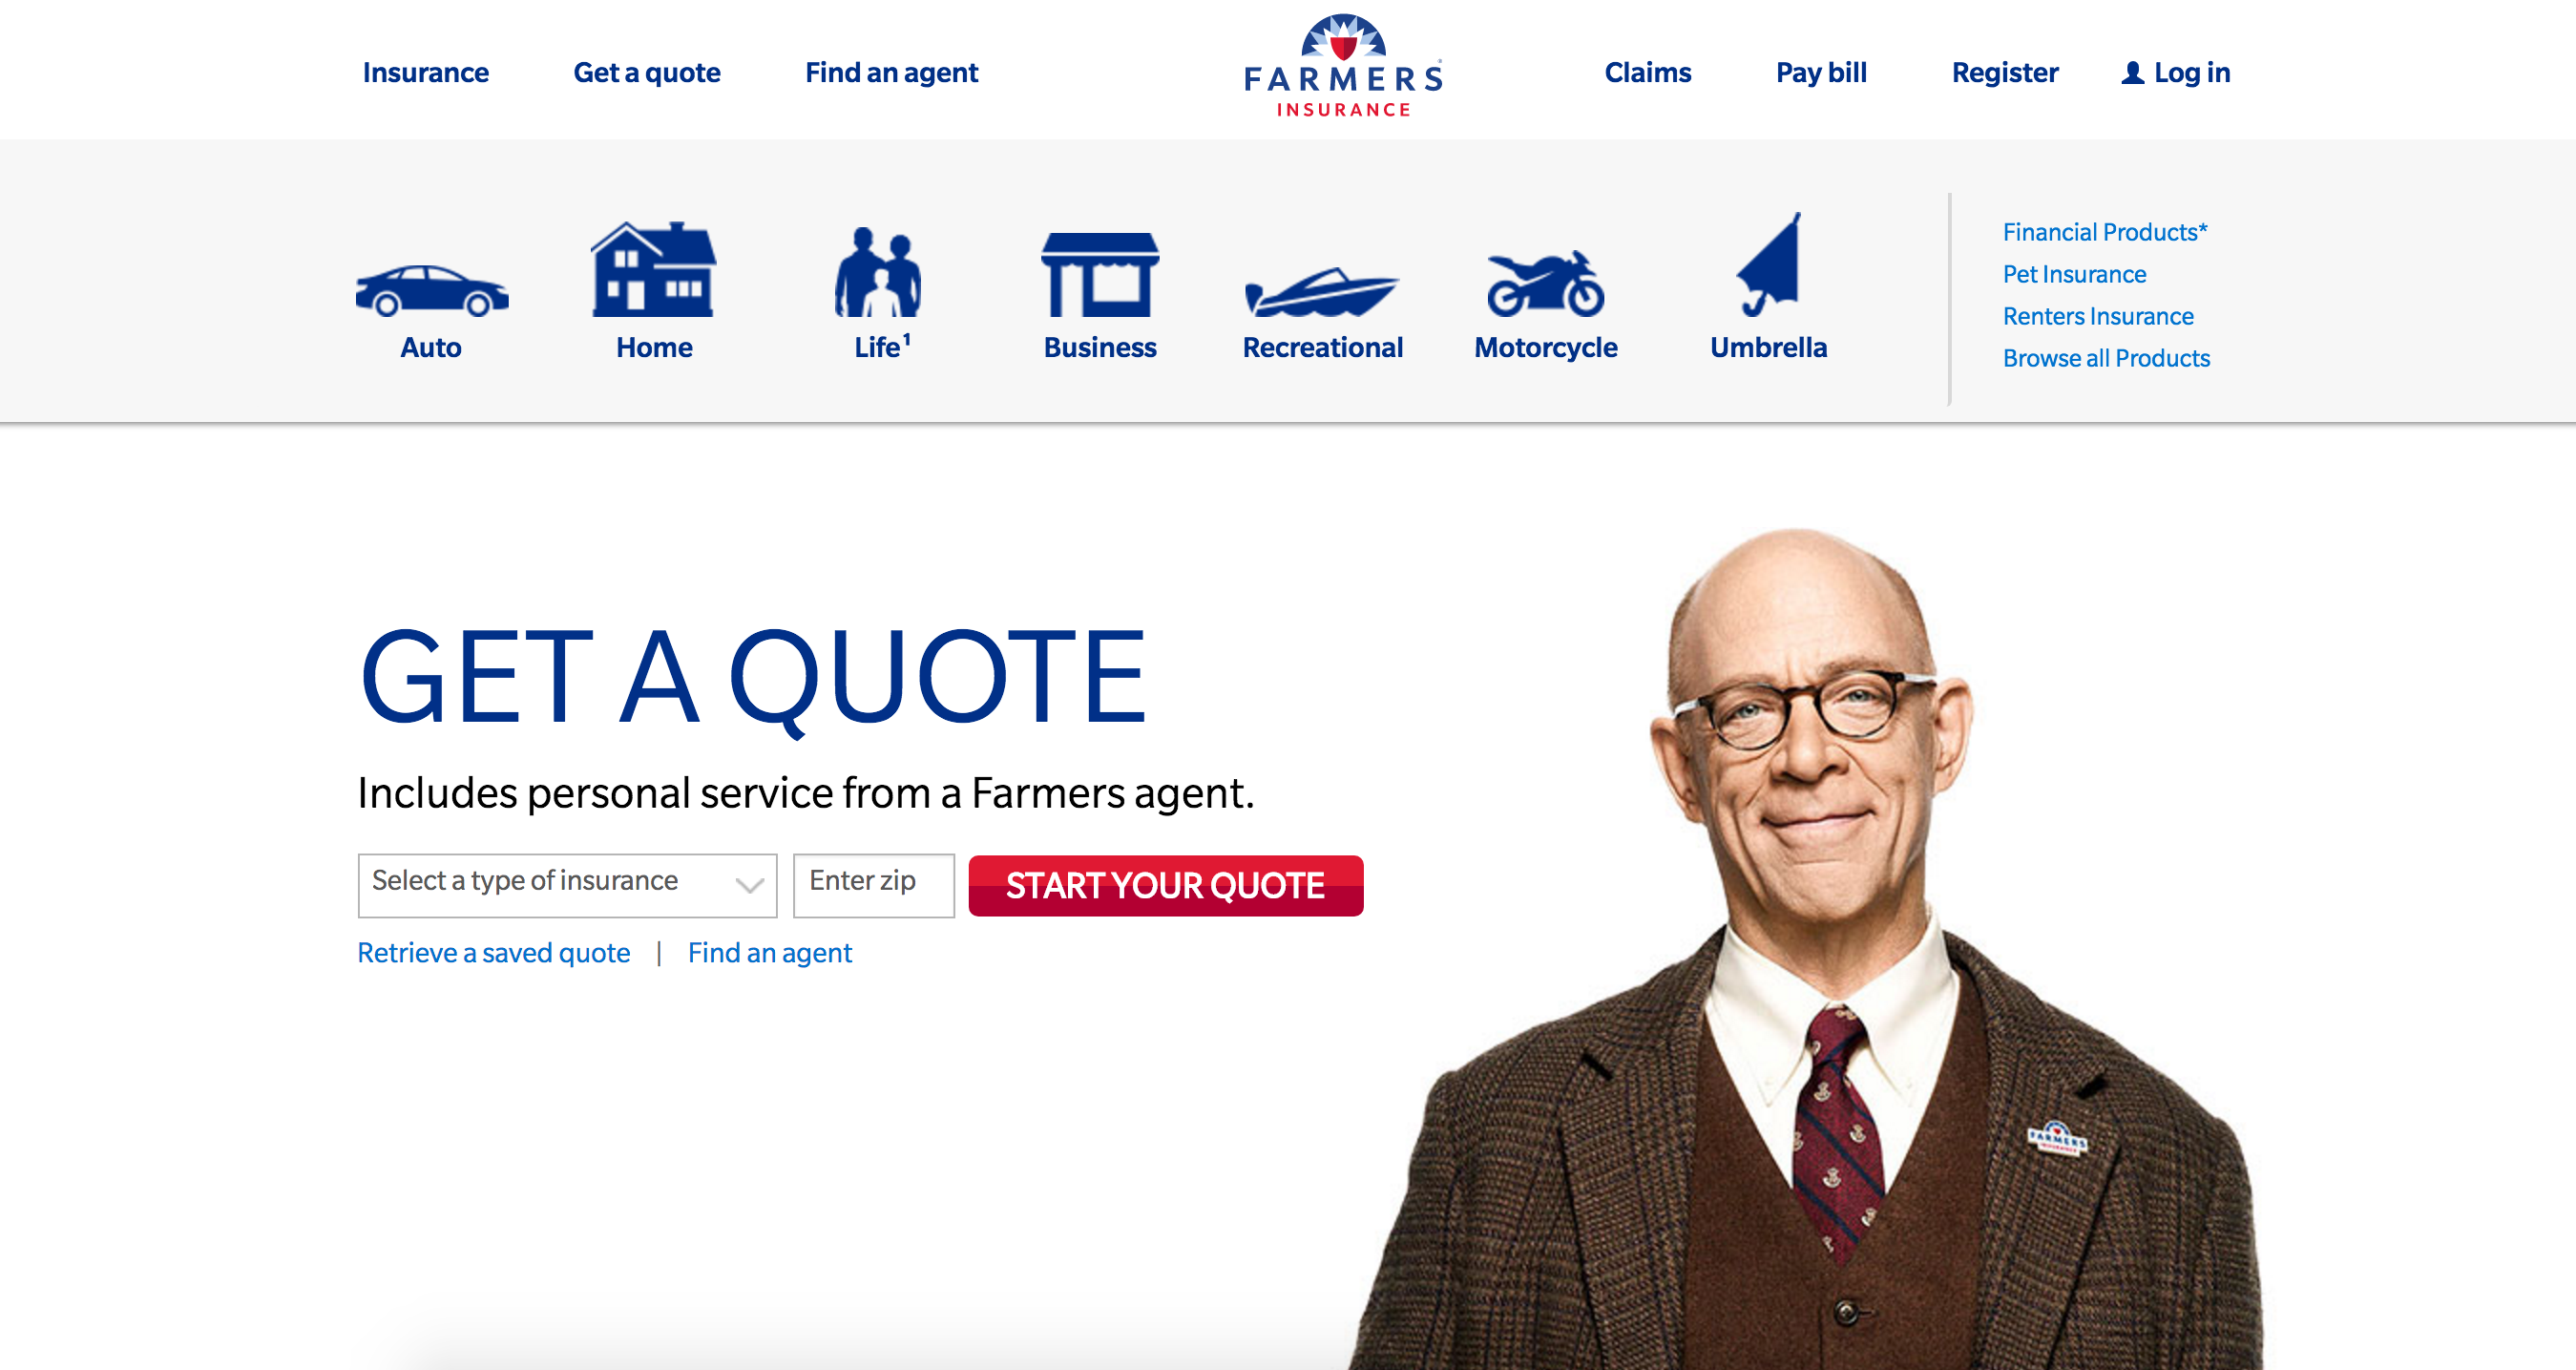 Insurance
Get a quote
Find an agent
FARMERS
INSURANCE
Claims
Pay bill
Register
Log in
Auto
Home
Life¹
Business
Recreational
Motorcycle
Umbrella
Financial Products*
Pet Insurance
Renters Insurance
Browse all Products
GET A QUOTE
Includes personal service from a Farmers agent.
Select a type of insurance
Enter zip
START YOUR QUOTE
Retrieve a saved quote | Find an agent
FARMERS
INSURANCE